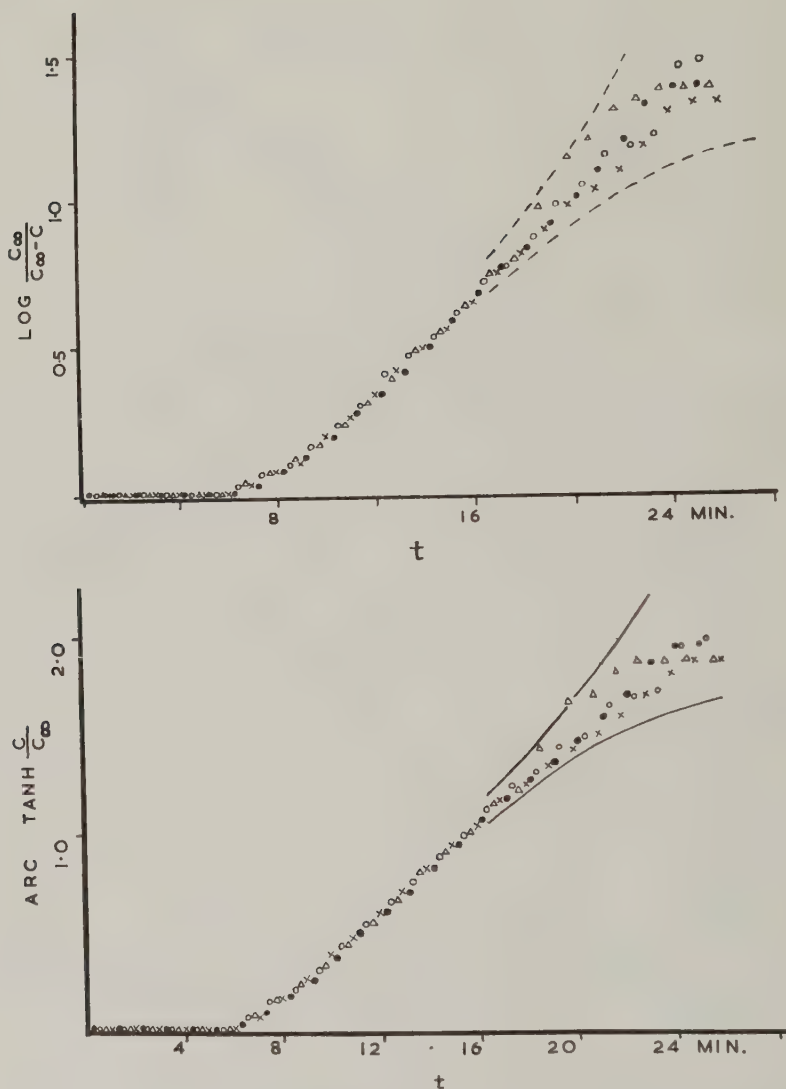 1.5
1.0
0.5
LOG C∞ / C∞-C
8 16 24 MIN.
t
2.0
1.0
ARC TANH C / C∞
4 8 12 16 20 24 MIN.
t